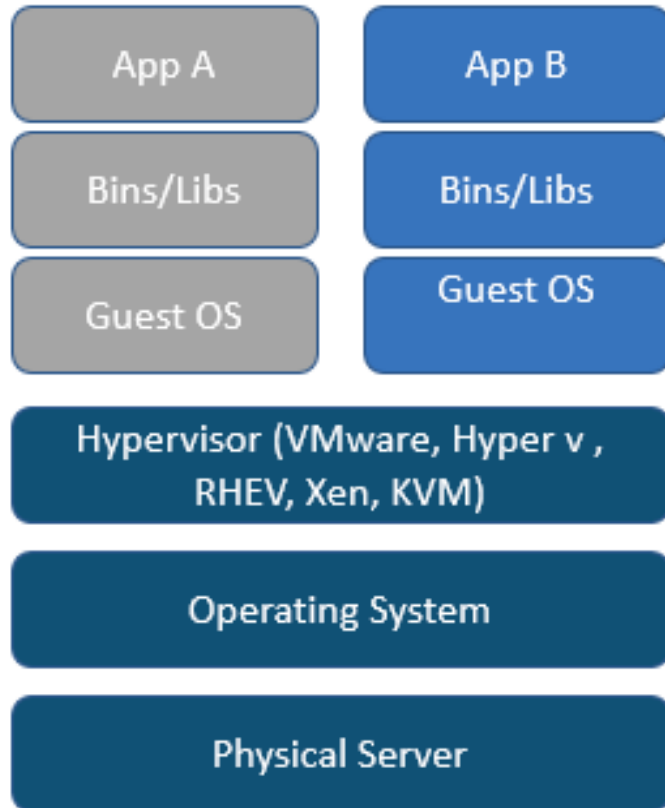 App A
App B
Bins/Libs
Bins/Libs
Guest OS
Guest OS
Hypervisor (VMware, Hyper v ,
RHEV, Xen, KVM)
Operating System
Physical Server